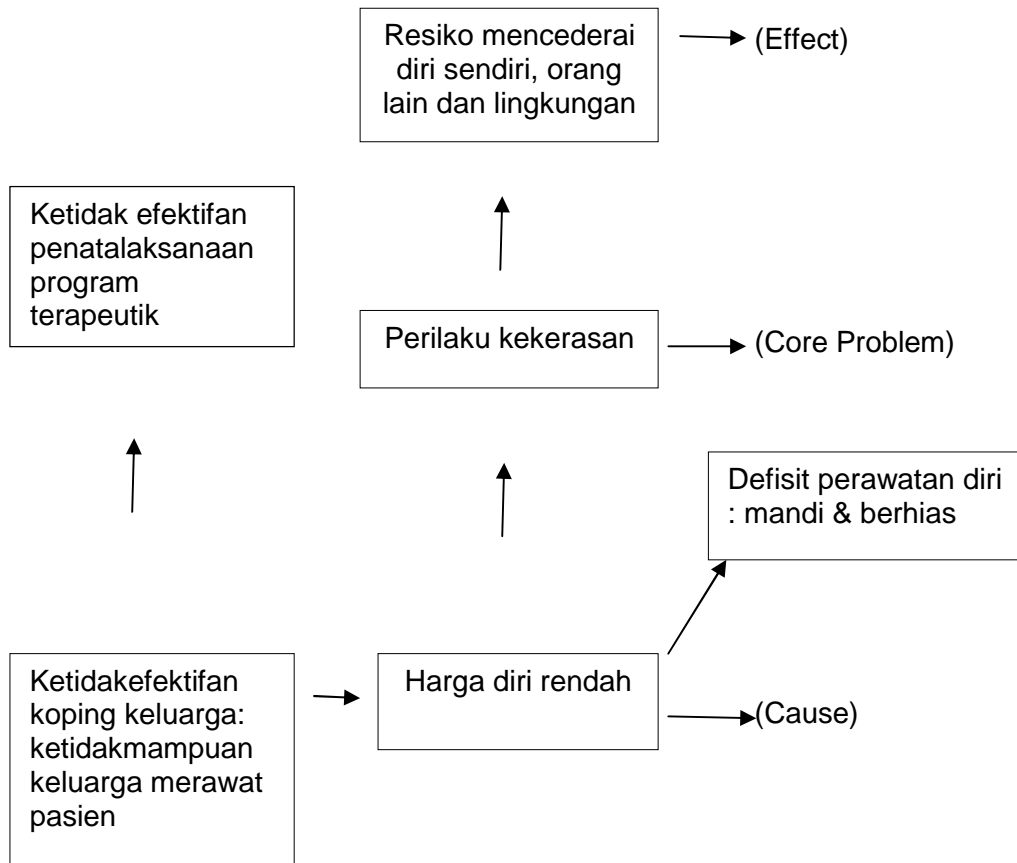 Resiko mencederai
diri sendiri, orang
lain dan lingkungan
(Effect)
Ketidak efektifan
penatalaksanaan
program
terapeutik
Perilaku kekerasan
(Core Problem)
Defisit perawatan diri
: mandi & berhias
Ketidakefektifan
koping keluarga:
ketidakmampuan
keluarga merawat
pasien
Harga diri rendah
(Cause)